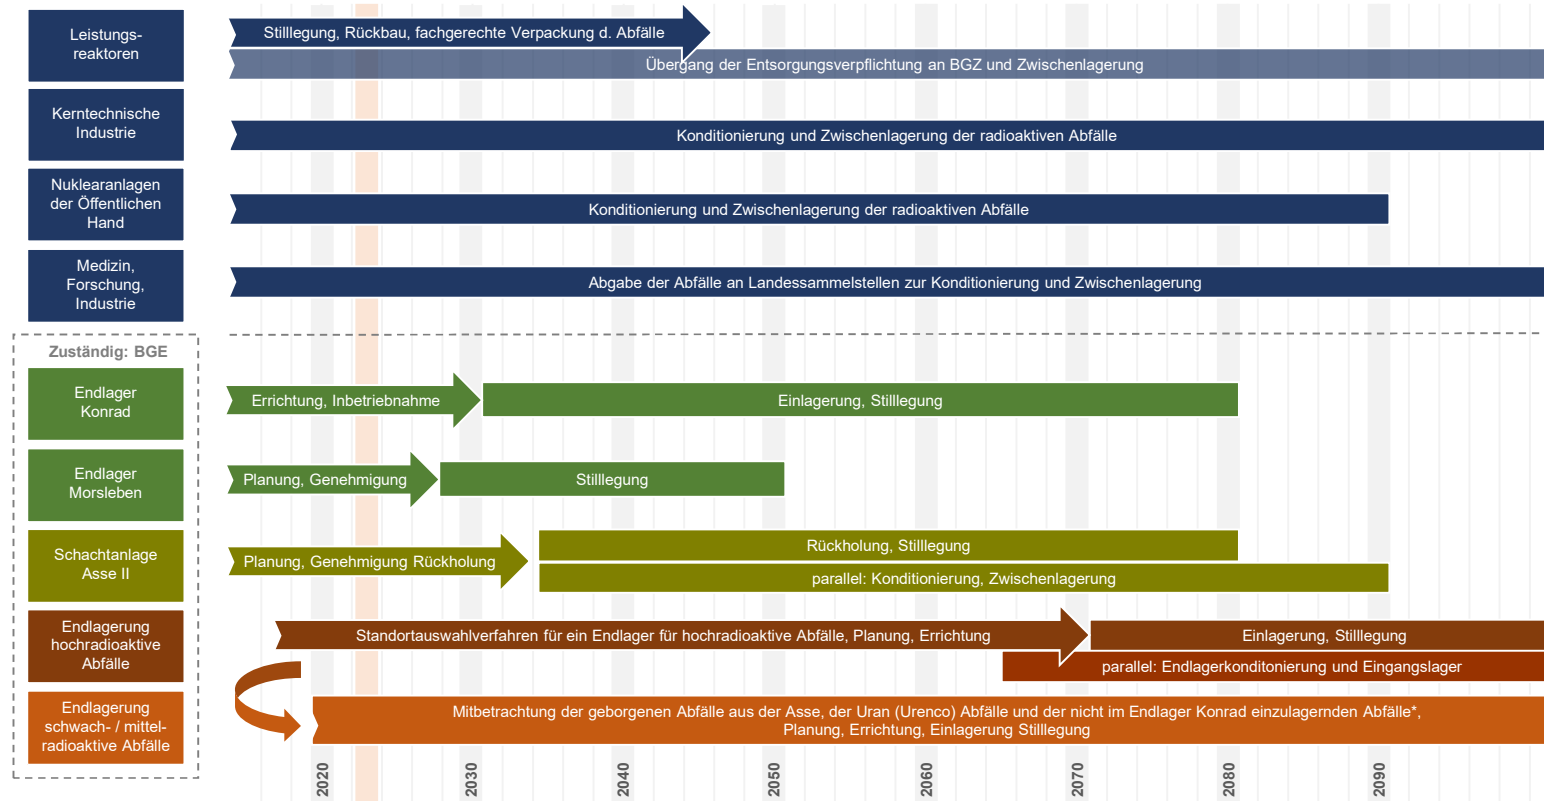 Leistungs-
reaktoren
Stilllegung, Rückbau, fachgerechte Verpackung d. Abfälle
Übergang der Entsorgungsverpflichtung an BGZ und Zwischenlagerung
Kerntechnische
Industrie
Konditionierung und Zwischenlagerung der radioaktiven Abfälle
Nuklearanlagen
der Öffentlichen
Hand
Konditionierung und Zwischenlagerung der radioaktiven Abfälle
Medizin,
Forschung,
Industrie
Abgabe der Abfälle an Landessammelstellen zur Konditionierung und Zwischenlagerung
Zuständig: BGE
Endlager
Konrad
Errichtung, Inbetriebnahme
Einlagerung, Stilllegung
Endlager
Morsleben
Planung, Genehmigung
Stilllegung
Schachtanlage
Asse II
Planung, Genehmigung Rückholung
Rückholung, Stilllegung
parallel: Konditionierung, Zwischenlagerung
Endlagerung
hochradioaktive
Abfälle
Standortauswahlverfahren für ein Endlager für hochradioaktive Abfälle, Planung, Errichtung
Einlagerung, Stilllegung
parallel: Endlagerkonditonierung und Eingangslager
Endlagerung
schwach- / mittel-
radioaktive Abfälle
Mitbetrachtung der geborgenen Abfälle aus der Asse, der Uran (Urenco) Abfälle und der nicht im Endlager Konrad einzulagernden Abfälle*,
Planung, Errichtung, Einlagerung Stilllegung
2020
2030
2040
2050
2060
2070
2080
2090